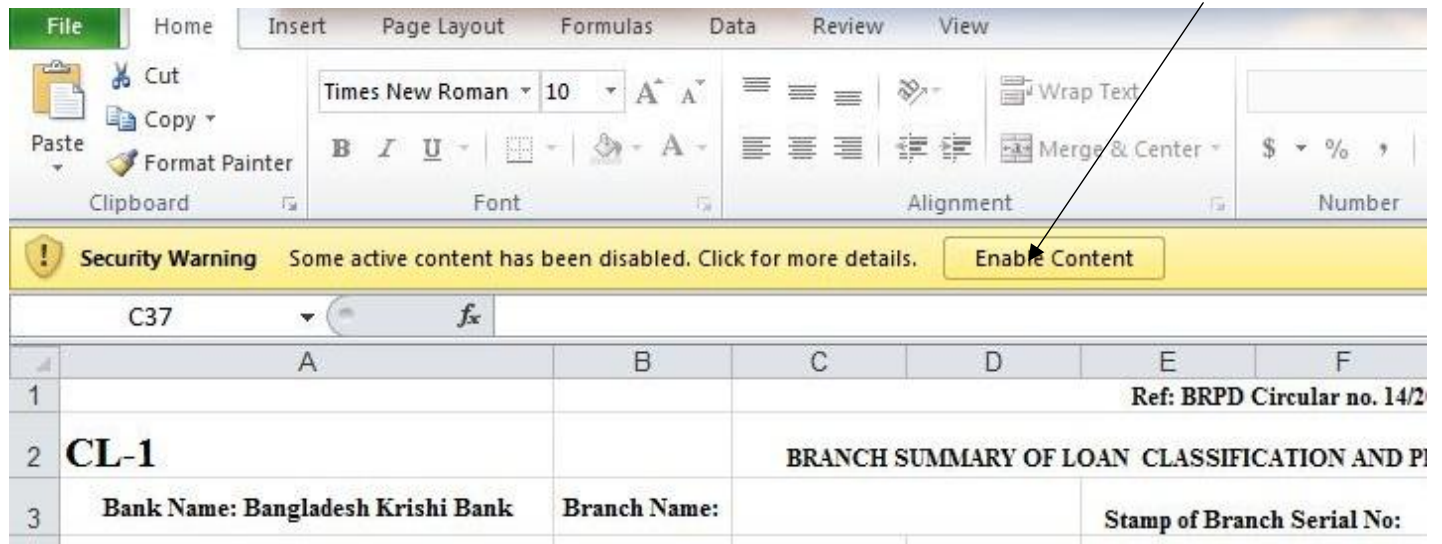 File Home Insert Page Layout Formulas Data Review View
Cut
Times New Roman 10 A A Wrap Text
Copy
Paste B I U A Merge & Center $ % ,
Format Painter
Clipboard Font Alignment Number
! Security Warning Some active content has been disabled. Click for more details. Enable Content
C37 fx
A B C D E F
1 Ref: BRPD Circular no. 14/2
2 CL-1 BRANCH SUMMARY OF LOAN CLASSIFICATION AND
3 Bank Name: Bangladesh Krishi Bank Branch Name: Stamp of Branch Serial No: